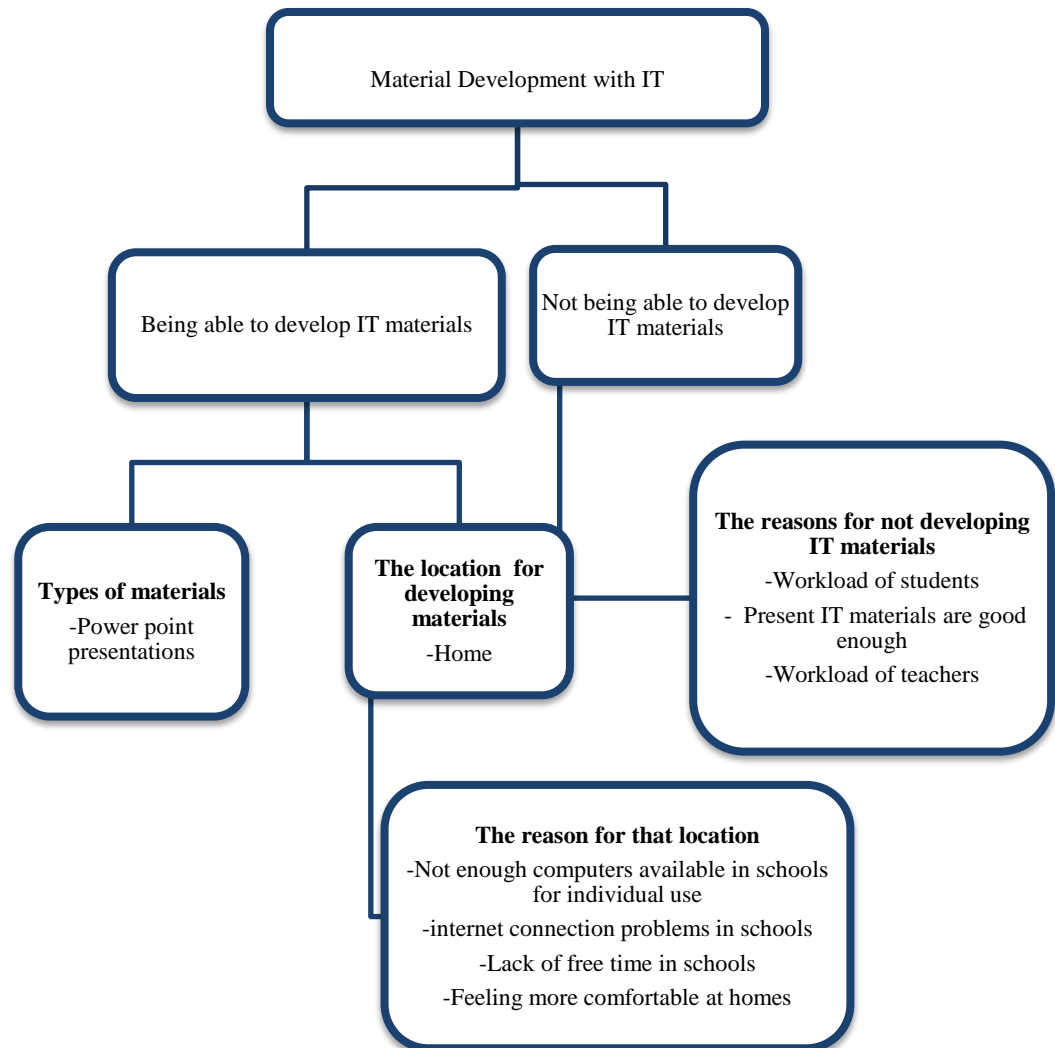 Material Development with IT
Being able to develop IT materials
Not being able to develop
IT materials
Types of materials
-Power point
presentations
The location for
developing
materials
-Home
The reasons for not developing
IT materials
-Workload of students
- Present IT materials are good
enough
-Workload of teachers
The reason for that location
-Not enough computers available in schools
for individual use
-internet connection problems in schools
-Lack of free time in schools
-Feeling more comfortable at homes